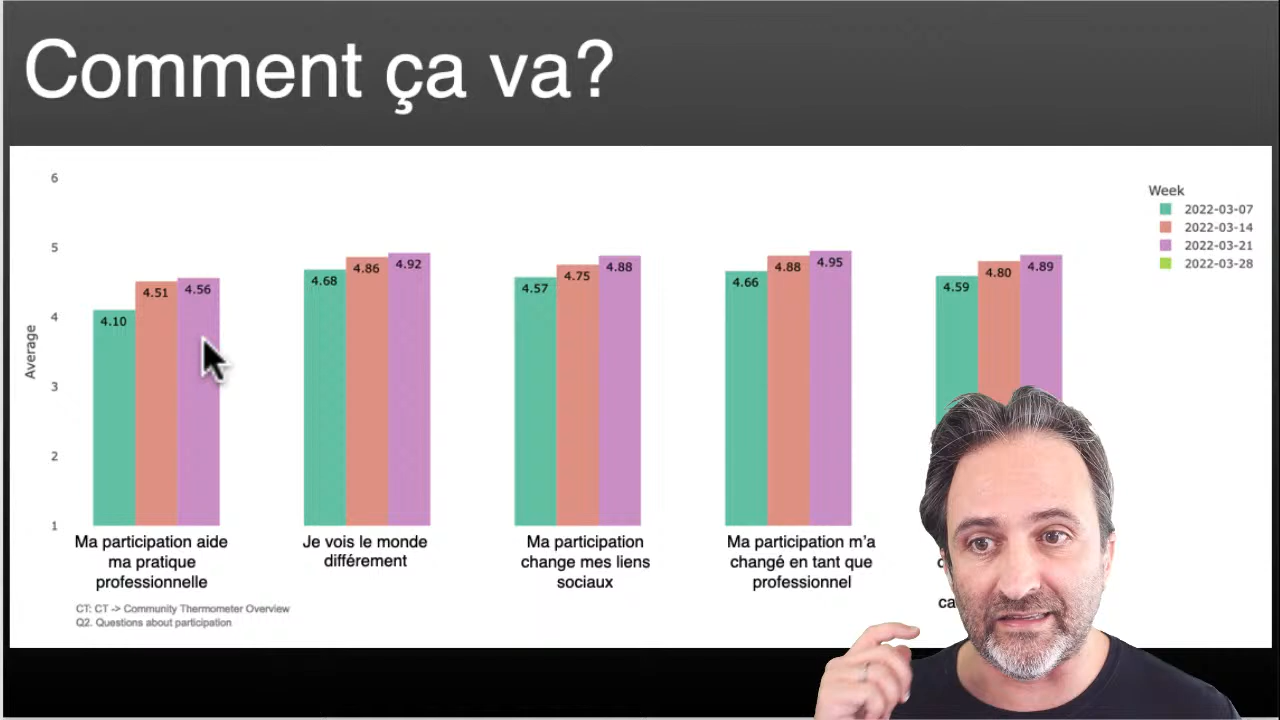 Comment ça va?
6
5
4
3
2
1
Average
4.10
4.51
4.56
4.68
4.86
4.92
4.57
4.75
4.88
4.66
4.88
4.95
4.59
4.80
4.89
Week
2022-03-07
2022-03-14
2022-03-21
2022-03-28
Ma participation aide
ma pratique
professionnelle
Je vois le monde
différement
Ma participation
change mes liens
sociaux
Ma participation m'a
changé en tant que
professionnel
CT: CT -> Community Thermometer Overview
Q2. Questions about participation